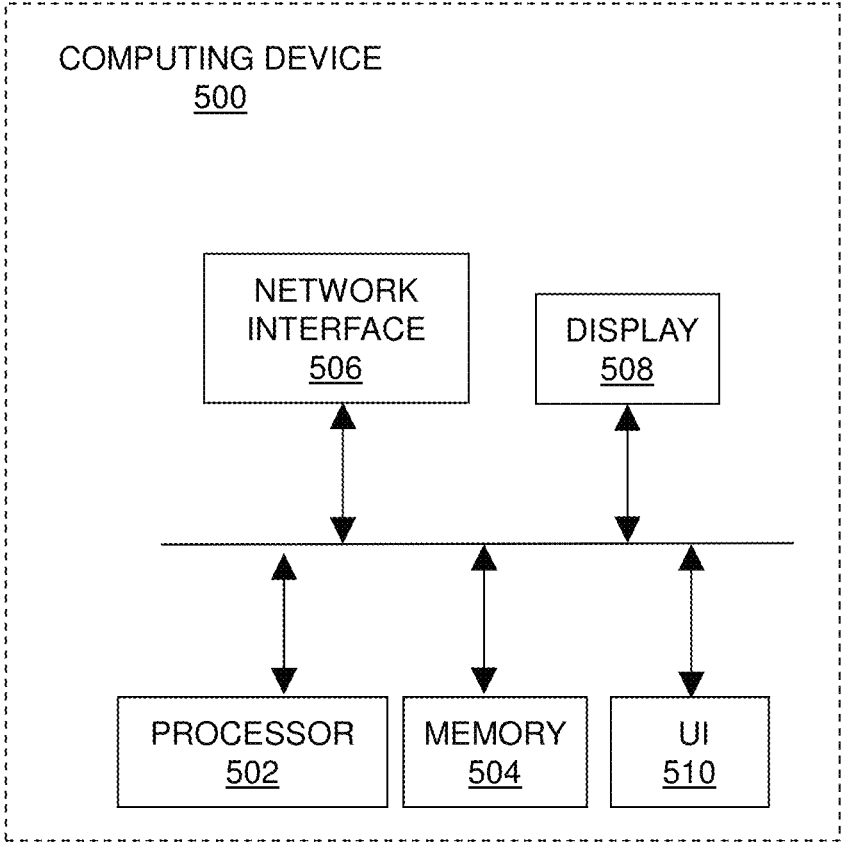 COMPUTING DEVICE
500
NETWORK
INTERFACE
506
DISPLAY
508
PROCESSOR
502
MEMORY
504
UI
510